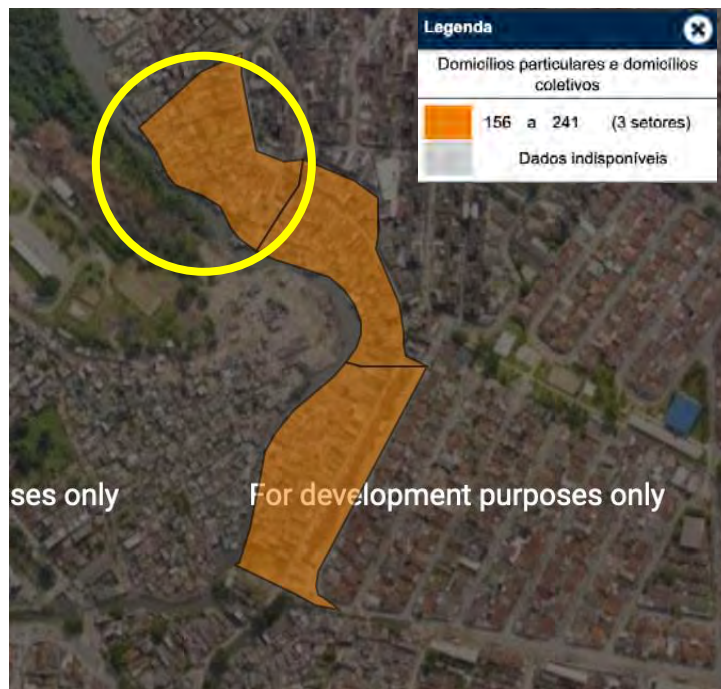 Legenda
Domicílios particulares e domicílios
coletivos
156 a 241 (3 setores)
Dados indisponíveis
ses only
For development purposes only